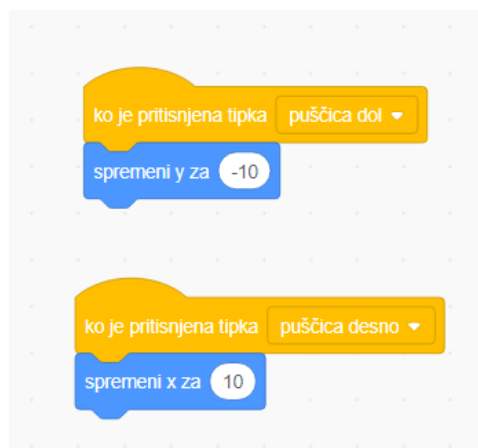 ko je pritisnjena tipka puščica dol
spremeni y za -10
ko je pritisnjena tipka puščica desno
spremeni x za 10